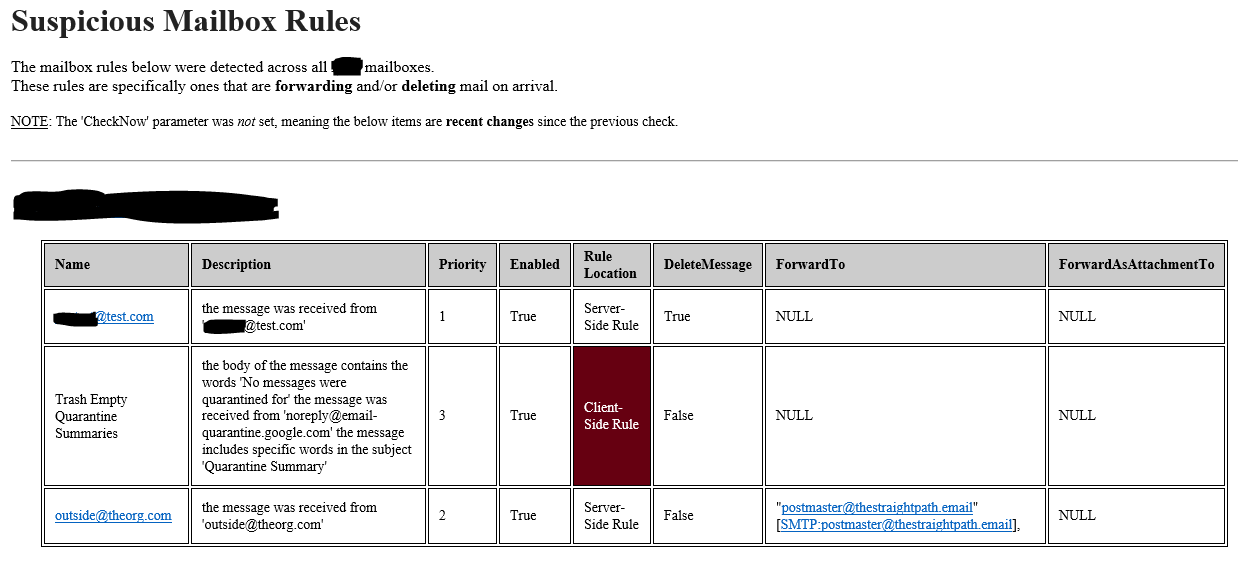 Suspicious Mailbox Rules
The mailbox rules below were detected across all mailboxes.
These rules are specifically ones that are forwarding and/or deleting mail on arrival.
NOTE: The 'CheckNow' parameter was not set, meaning the below items are recent changes since the previous check.
Name
Description
Priority
Enabled
Rule
Location
DeleteMessage
ForwardTo
ForwardAsAttachmentTo
@test.com
the message was received from
'@test.com'
1
True
Server-
Side Rule
True
NULL
NULL
Trash Empty
Quarantine
Summaries
the body of the message contains the
words 'No messages were
quarantined for' the message was
received from 'noreply@email-
quarantine.google.com' the message
includes specific words in the subject
'Quarantine Summary'
3
True
Client-
Side Rule
False
NULL
NULL
outside@theorg.com
the message was received from
'outside@theorg.com'
2
True
Server-
Side Rule
False
"postmaster@thestraightpath.email"
[SMTP:postmaster@thestraightpath.email],
NULL